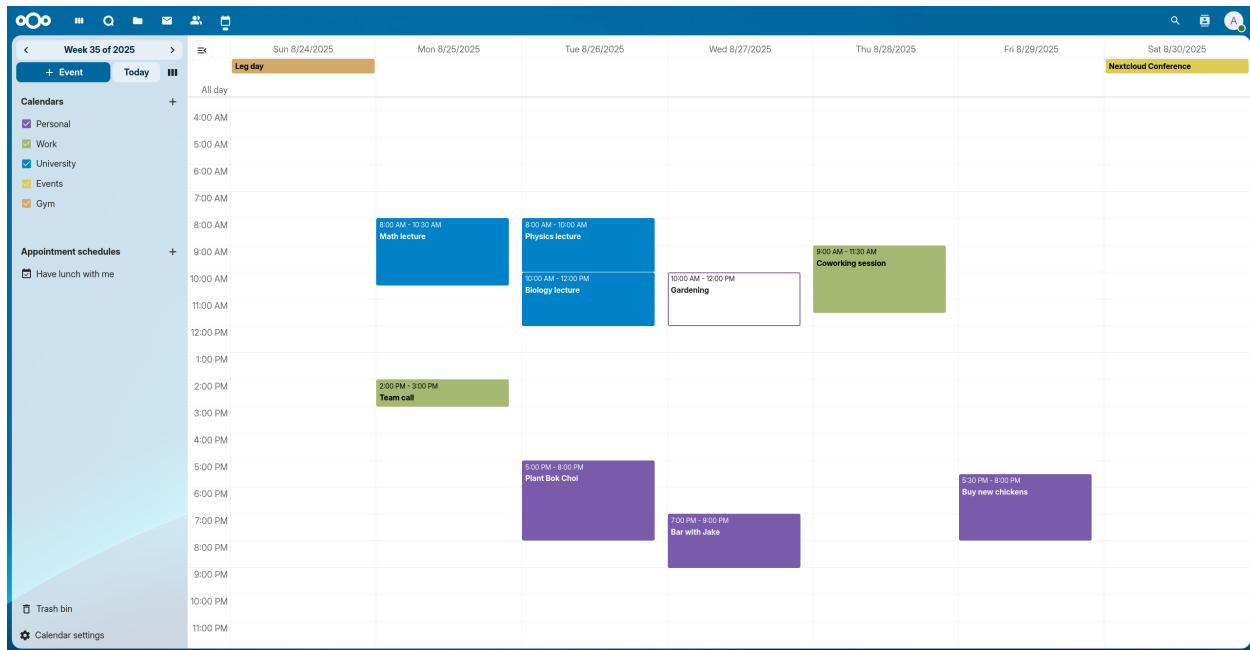 A
Week 35 of 2025
+ Event
Today
Calendars
Personal
Work
University
Events
Gym
Appointment schedules
Have lunch with me
Trash bin
Calendar settings
Sun 8/24/2025 Mon 8/25/2025 Tue 8/26/2025 Wed 8/27/2025 Thu 8/28/2025 Fri 8/29/2025 Sat 8/30/2025
Leg day
Nextcloud Conference
All day
4:00 AM
5:00 AM
6:00 AM
7:00 AM
8:00 AM
8:00 AM - 10:30 AM
Math lecture
8:00 AM - 10:00 AM
Physics lecture
9:00 AM
9:00 AM - 11:30 AM
Coworking session
10:00 AM
10:00 AM - 12:00 PM
Biology lecture
10:00 AM - 12:00 PM
Gardening
11:00 AM
12:00 PM
1:00 PM
2:00 PM
2:00 PM - 3:00 PM
Team call
3:00 PM
4:00 PM
5:00 PM
5:00 PM - 8:00 PM
Plant Bok Choi
5:30 PM - 8:00 PM
Buy new chickens
6:00 PM
7:00 PM
7:00 PM - 9:00 PM
Bar with Jake
8:00 PM
9:00 PM
10:00 PM
11:00 PM